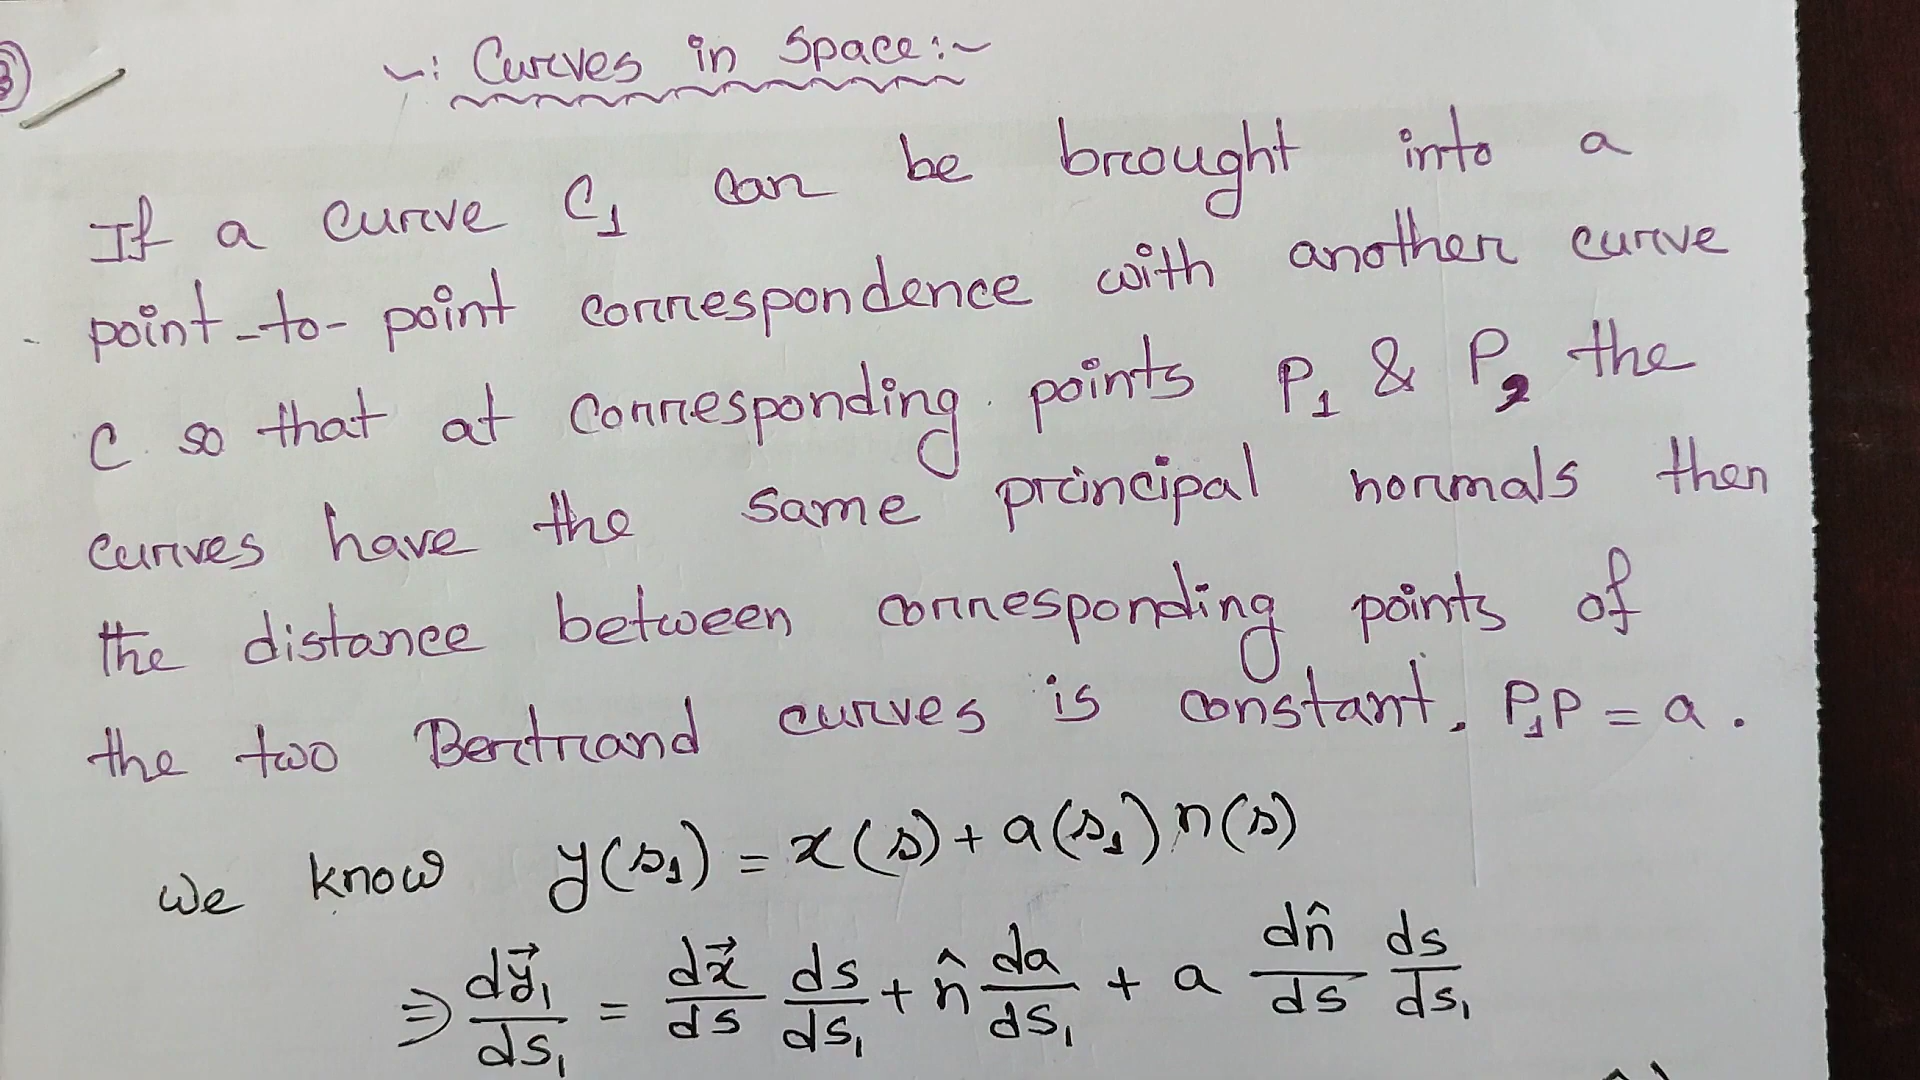 3
~: Curves in Space:~
If a curve C₁ can be brought into a
point-to-point correspondence with another curve
C so that at corresponding points P₁ & P₂ the
curves have the same principal normals then
the distance between corresponding points of
the two Bertrand curves is constant. P₁P = a.
We know y(s₁) = x(s) + a(s₁) n(s)
⇒ dy⃗₁/ds₁ = dx⃗/ds ds/ds₁ + n̂ da/ds₁ + a dn̂/ds ds/ds₁